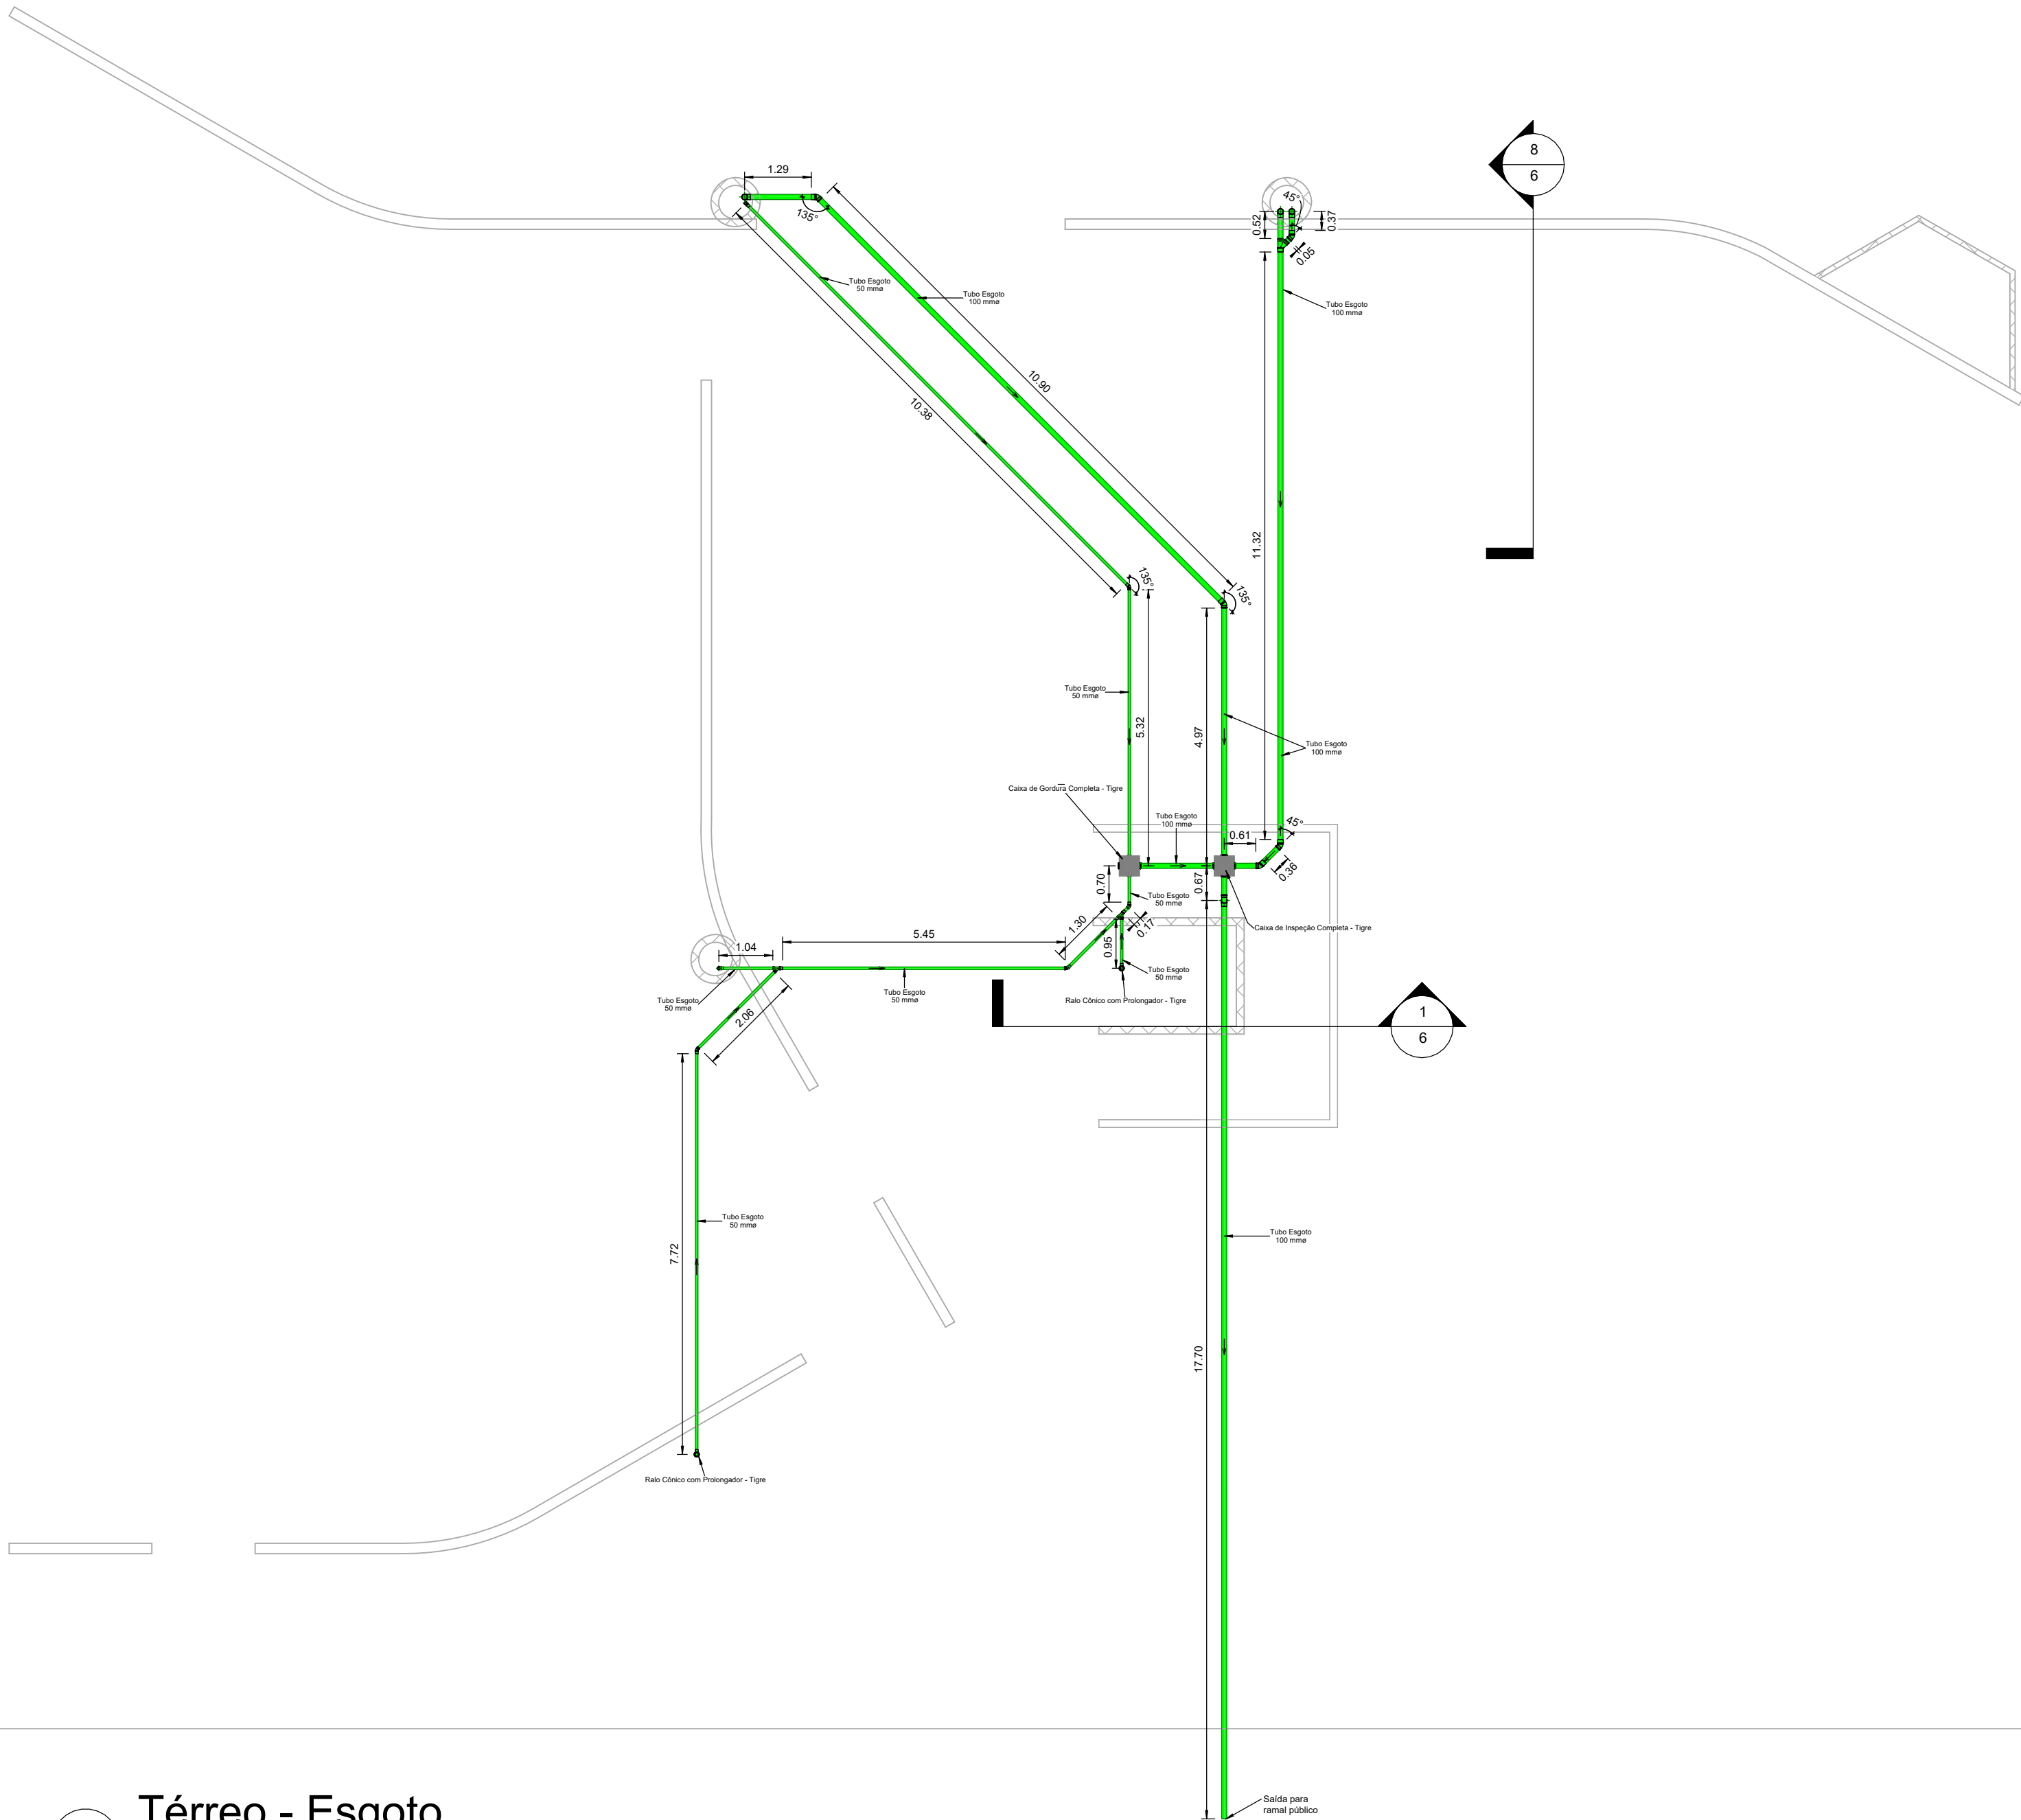 8
6
1.29
135°
45°
0.52
0.37
0.05
Tubo Esgoto
50 mmø
Tubo Esgoto
100 mmø
Tubo Esgoto
100 mmø
10.90
10.38
11.32
135°
135°
Tubo Esgoto
50 mmø
5.32
4.97
Tubo Esgoto
100 mmø
Caixa de Gordura Completa - Tigre
Tubo Esgoto
100 mmø
0.61
45°
0.36
0.70
0.67
Tubo Esgoto
50 mmø
1.30
0.17
0.95
Caixa de Inspeção Completa - Tigre
5.45
1.04
Tubo Esgoto
50 mmø
Tubo Esgoto
50 mmø
Tubo Esgoto
50 mmø
Ralo Cônico com Prolongador - Tigre
2.06
1
6
Tubo Esgoto
50 mmø
7.72
Tubo Esgoto
100 mmø
17.70
Ralo Cônico com Prolongador - Tigre
Saída para
ramal público
Térreo - Esgoto